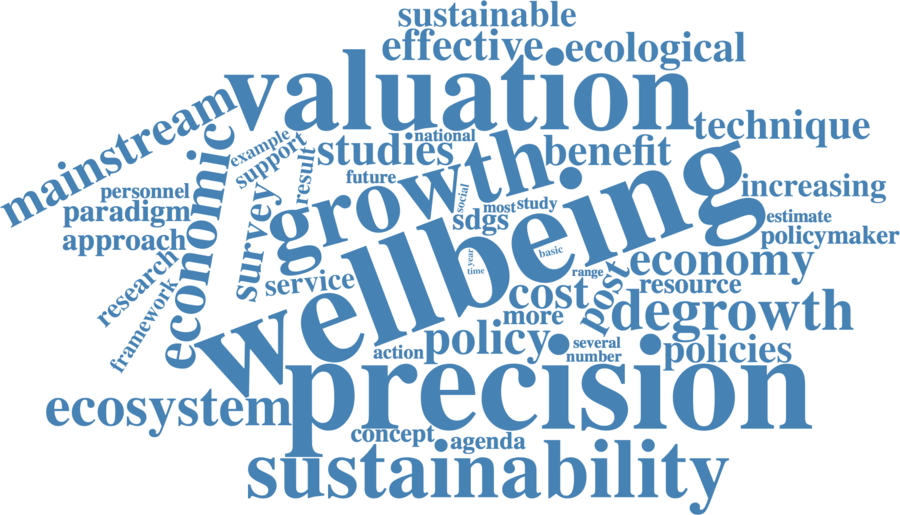 sustainable
effective
ecological
valuation
mainstream
technique
national
example
support
studies
benefit
economic
result
growth
future
personnel
increasing
paradigm
social
most
study
sdgs
estimate
survey
approach
policymaker
wellbeing
basic
year
time
range
economy
research
service
framework
cost
post
resource
more
degrowth
policy
action
several
number
policies
precision
ecosystem
concept
agenda
sustainability